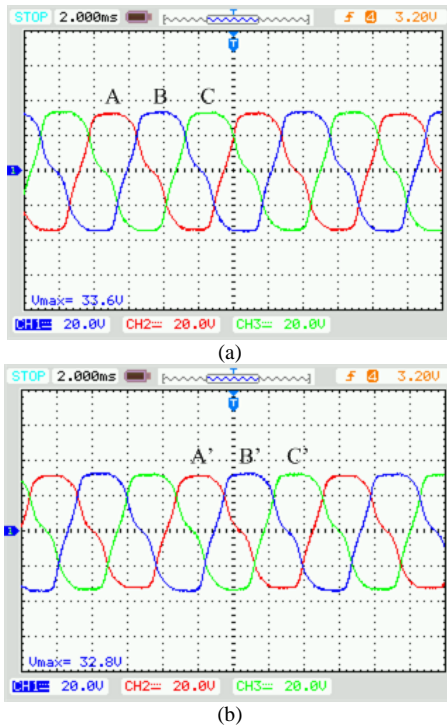 STOP 2.000ms T 4 3.20V
T
A B C
1
Vmax= 33.6V
CH1 20.0V CH2 20.0V CH3 20.0V
(a)
STOP 2.000ms T 4 3.20V
T
A’ B’ C’
1
Vmax= 32.8V
CH1 20.0V CH2 20.0V CH3 20.0V
(b)